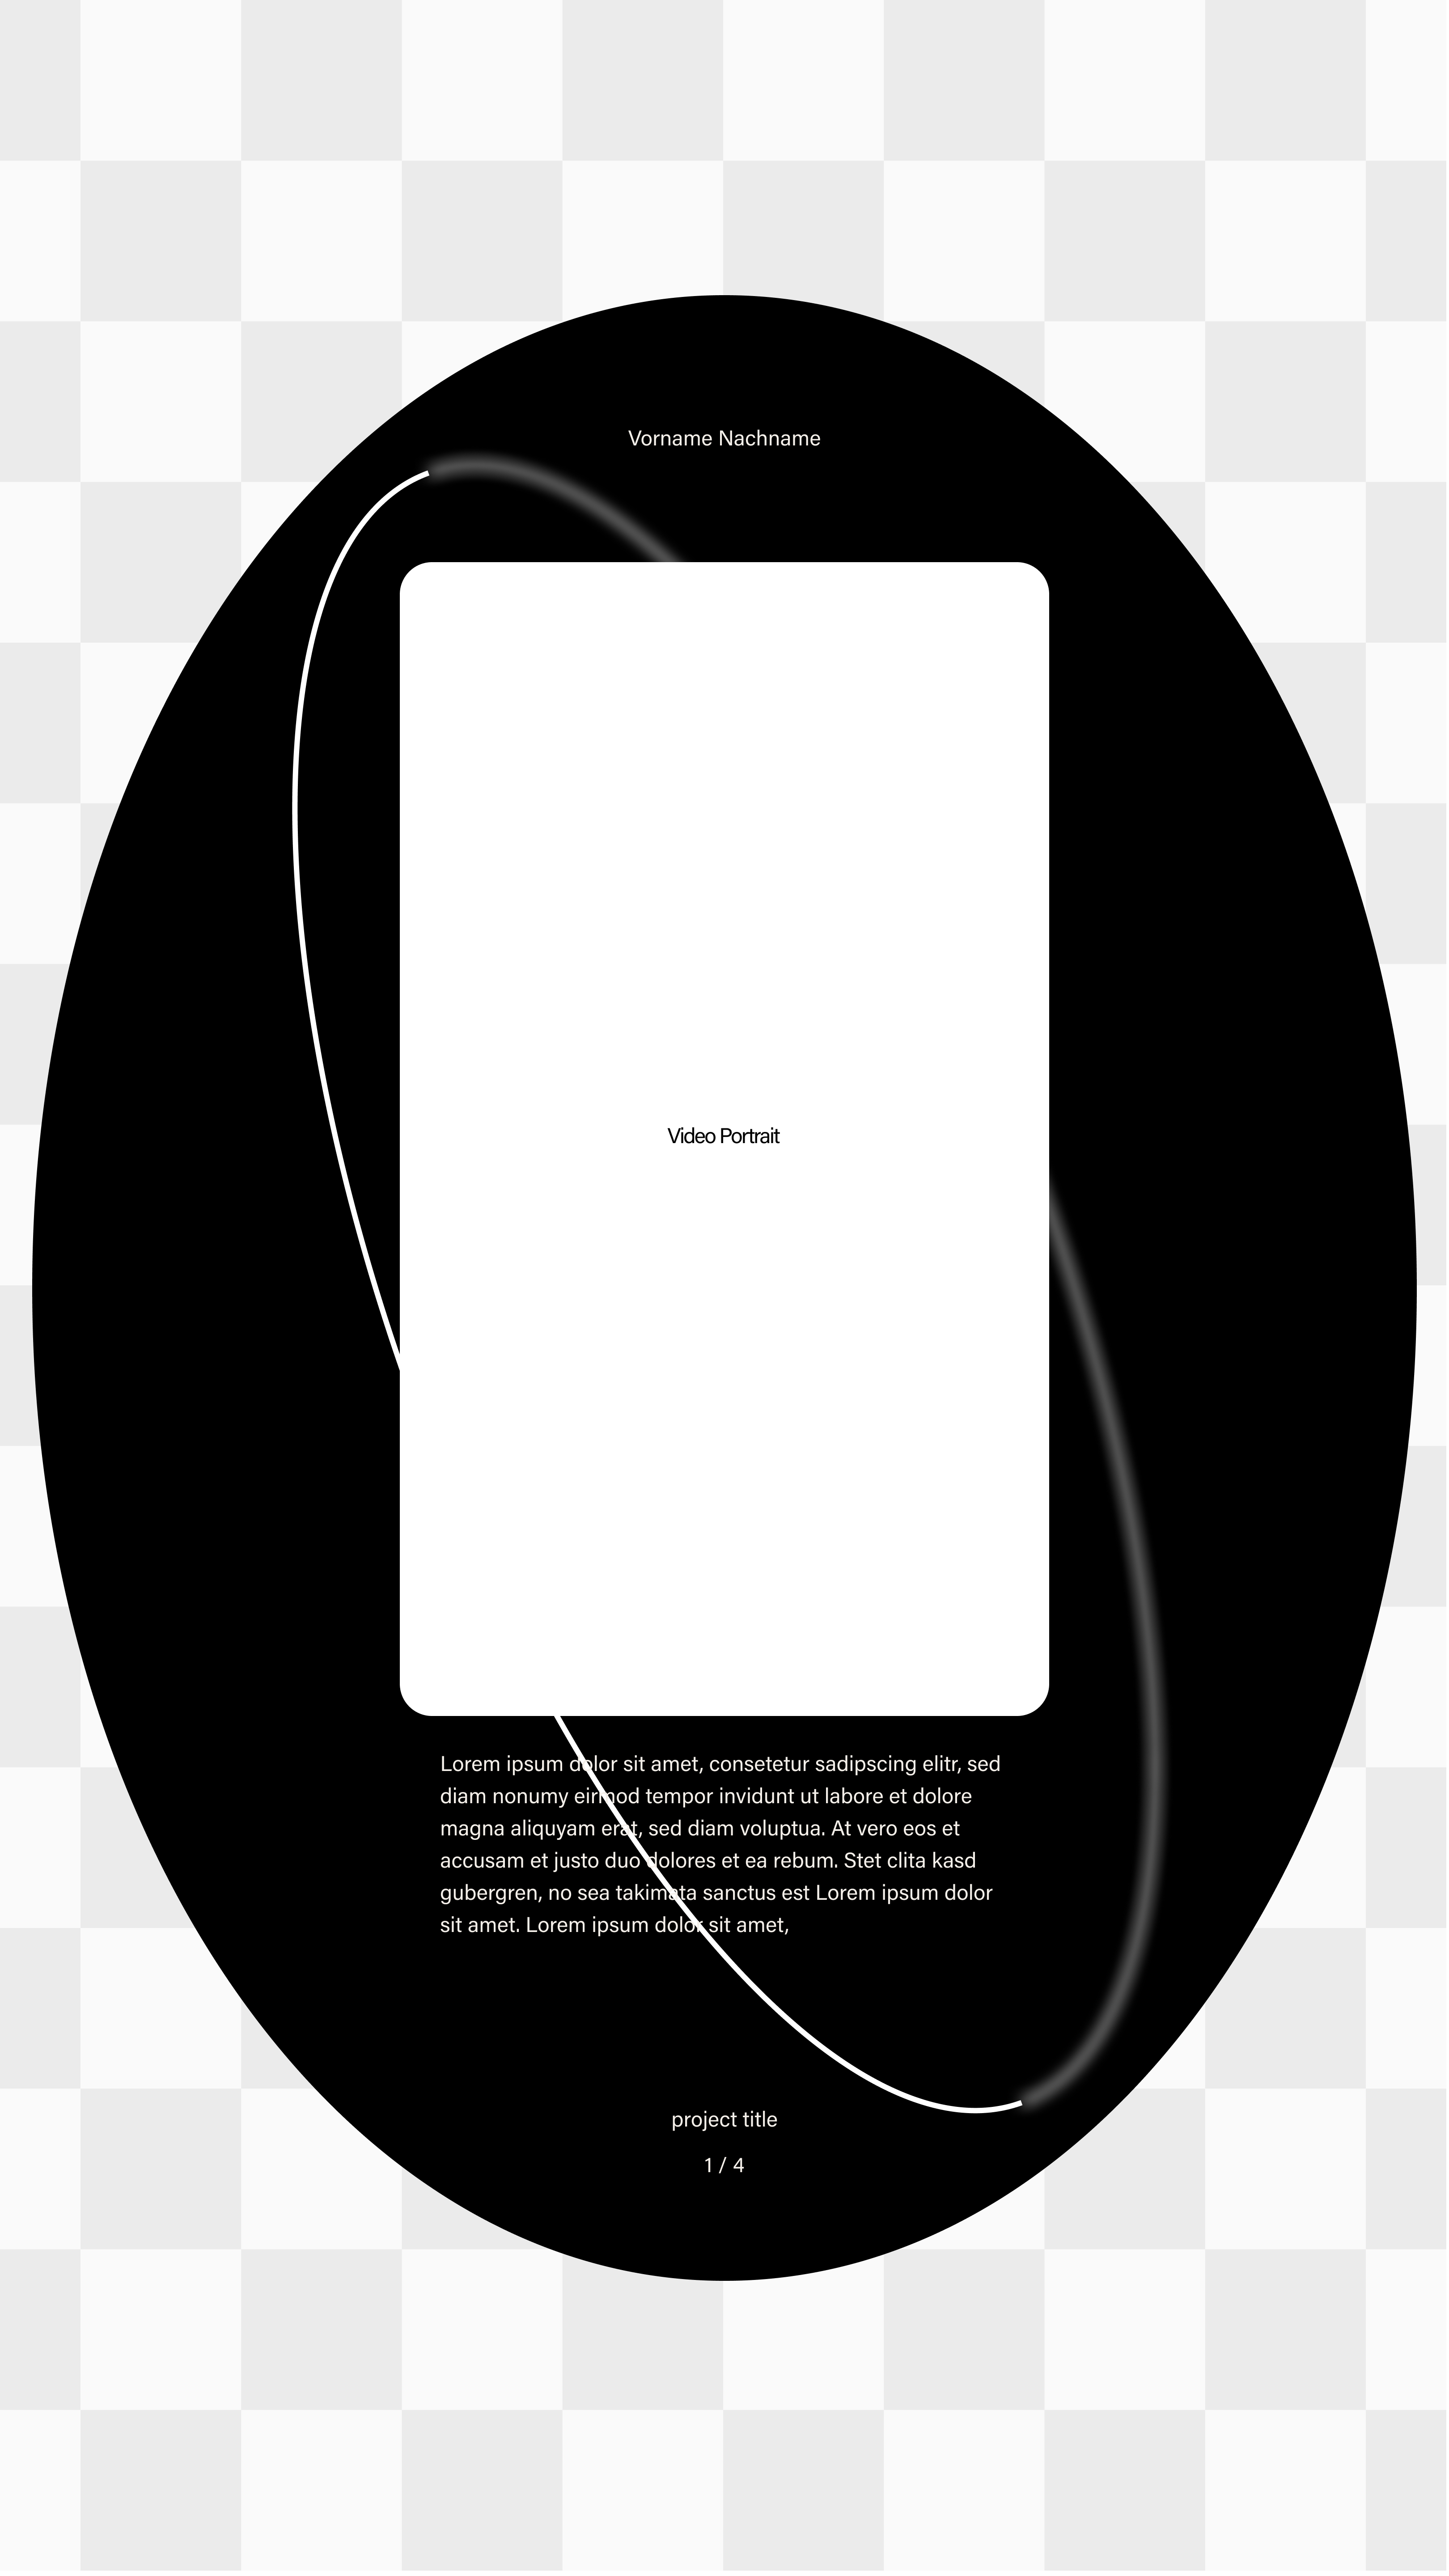 Vorname Nachname
Video Portrait
Lorem ipsum dolor sit amet, consetetur sadipscing elitr, sed
diam nonumy eirmod tempor invidunt ut labore et dolore
magna aliquyam erat, sed diam voluptua. At vero eos et
accusam et justo duo dolores et ea rebum. Stet clita kasd
gubergren, no sea takimata sanctus est Lorem ipsum dolor
sit amet. Lorem ipsum dolor sit amet,
project title
1 / 4